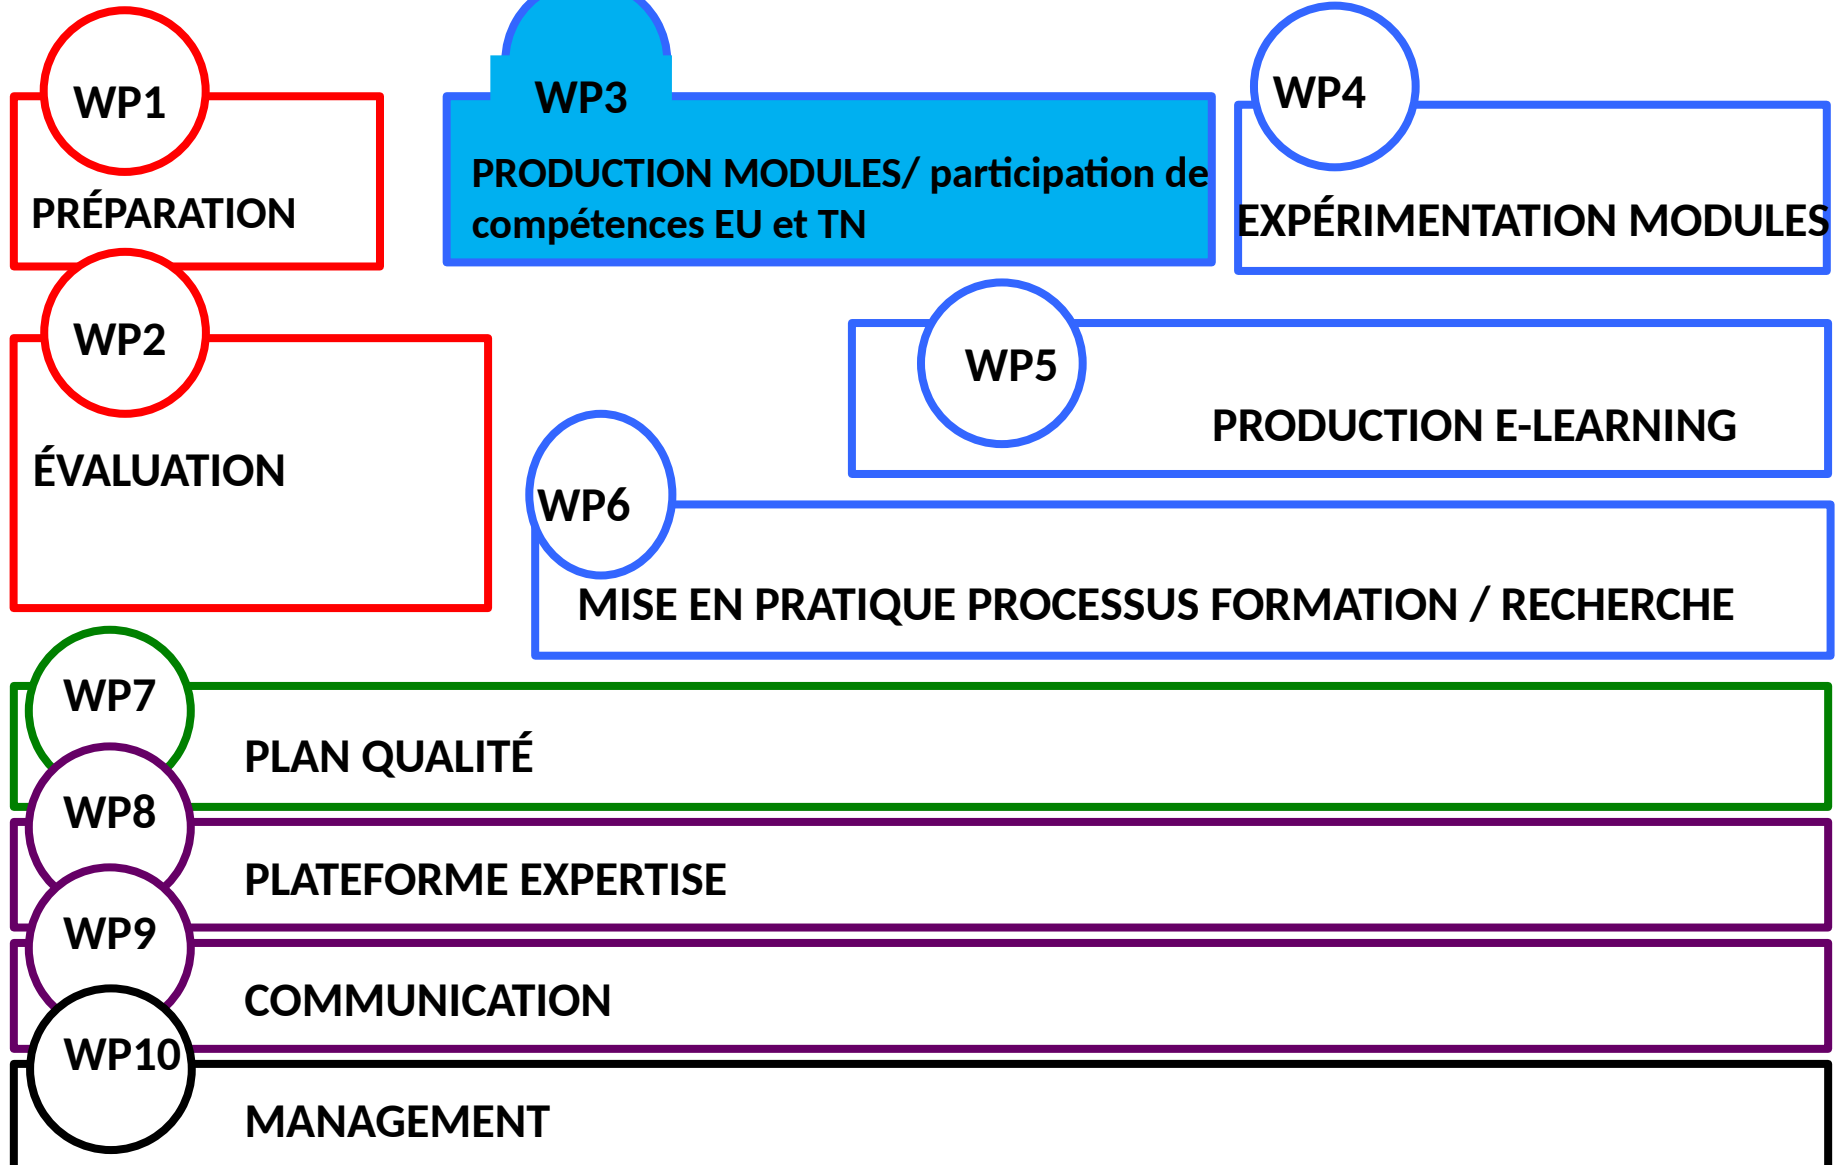 WP1
PRÉPARATION
WP3
PRODUCTION MODULES/ participation de
compétences EU et TN
WP4
EXPÉRIMENTATION MODULES
WP2
ÉVALUATION
WP5
PRODUCTION E-LEARNING
WP6
MISE EN PRATIQUE PROCESSUS FORMATION / RECHERCHE
WP7
PLAN QUALITÉ
WP8
PLATEFORME EXPERTISE
WP9
COMMUNICATION
WP10
MANAGEMENT